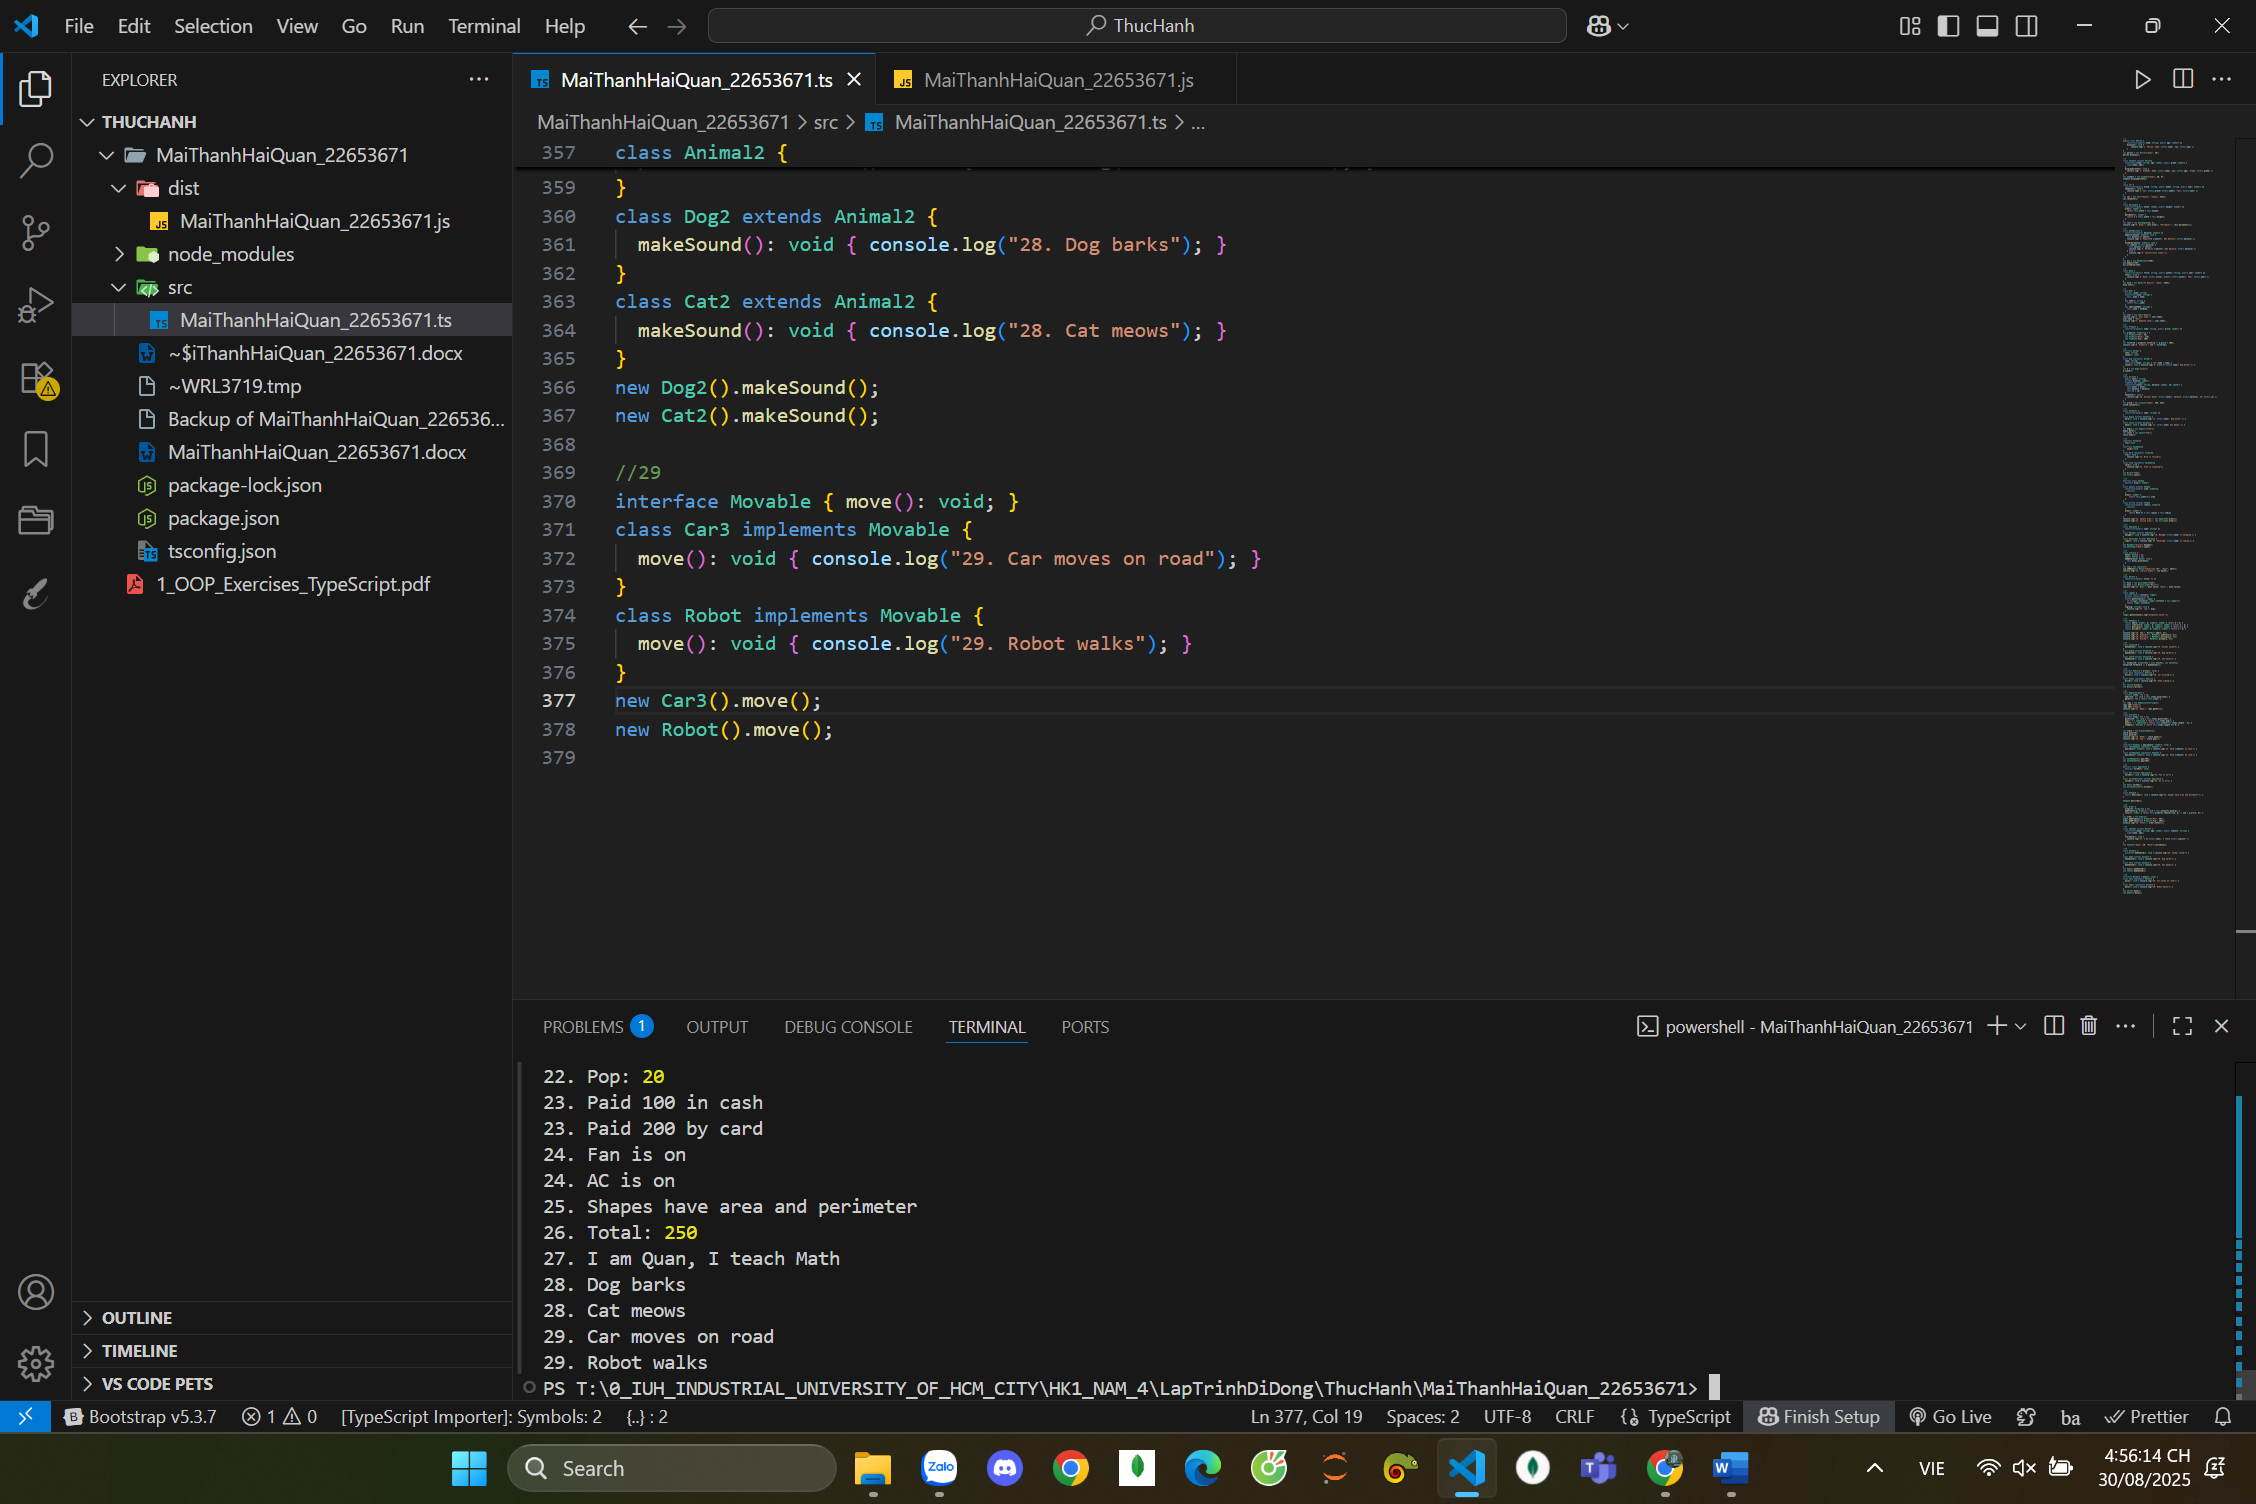 File Edit Selection View Go Run Terminal Help
ThucHanh
EXPLORER
THUCHANH
MaiThanhHaiQuan_22653671
dist
MaiThanhHaiQuan_22653671.js
node_modules
src
MaiThanhHaiQuan_22653671.ts
~$iThanhHaiQuan_22653671.docx
~WRL3719.tmp
Backup of MaiThanhHaiQuan_226536...
MaiThanhHaiQuan_22653671.docx
package-lock.json
package.json
tsconfig.json
1_OOP_Exercises_TypeScript.pdf
OUTLINE
TIMELINE
VS CODE PETS
MaiThanhHaiQuan_22653671.ts
MaiThanhHaiQuan_22653671.js
MaiThanhHaiQuan_22653671 > src > MaiThanhHaiQuan_22653671.ts > ...
357 class Animal2 {
359 }
360 class Dog2 extends Animal2 {
361 makeSound(): void { console.log("28. Dog barks"); }
362 }
363 class Cat2 extends Animal2 {
364 makeSound(): void { console.log("28. Cat meows"); }
365 }
366 new Dog2().makeSound();
367 new Cat2().makeSound();
368
369 //29
370 interface Movable { move(): void; }
371 class Car3 implements Movable {
372 move(): void { console.log("29. Car moves on road"); }
373 }
374 class Robot implements Movable {
375 move(): void { console.log("29. Robot walks"); }
376 }
377 new Car3().move();
378 new Robot().move();
379
PROBLEMS 1 OUTPUT DEBUG CONSOLE TERMINAL PORTS
powershell - MaiThanhHaiQuan_22653671
22. Pop: 20
23. Paid 100 in cash
23. Paid 200 by card
24. Fan is on
24. AC is on
25. Shapes have area and perimeter
26. Total: 250
27. I am Quan, I teach Math
28. Dog barks
28. Cat meows
29. Car moves on road
29. Robot walks
PS T:\0_IUH_INDUSTRIAL_UNIVERSITY_OF_HCM_CITY\HK1_NAM_4\LapTrinhDiDong\ThucHanh\MaiThanhHaiQuan_22653671>
Bootstrap v5.3.7 1 0 [TypeScript Importer]: Symbols: 2 {..} : 2
Ln 377, Col 19 Spaces: 2 UTF-8 CRLF TypeScript Finish Setup Go Live ba Prettier
Search
Zalo
VIE
4:56:14 CH
30/08/2025